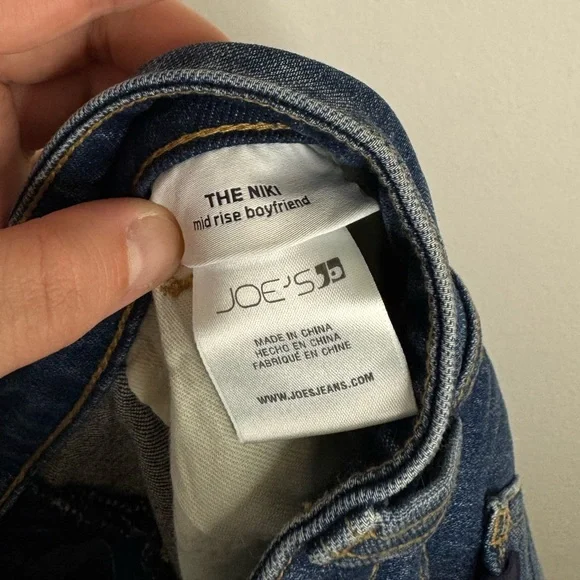 THE NIKI
mid rise boyfriend
JOE'S
MADE IN CHINA
HECHO EN CHINA
FABRIQUÉ EN CHINE
WWW.JOESJEANS.COM